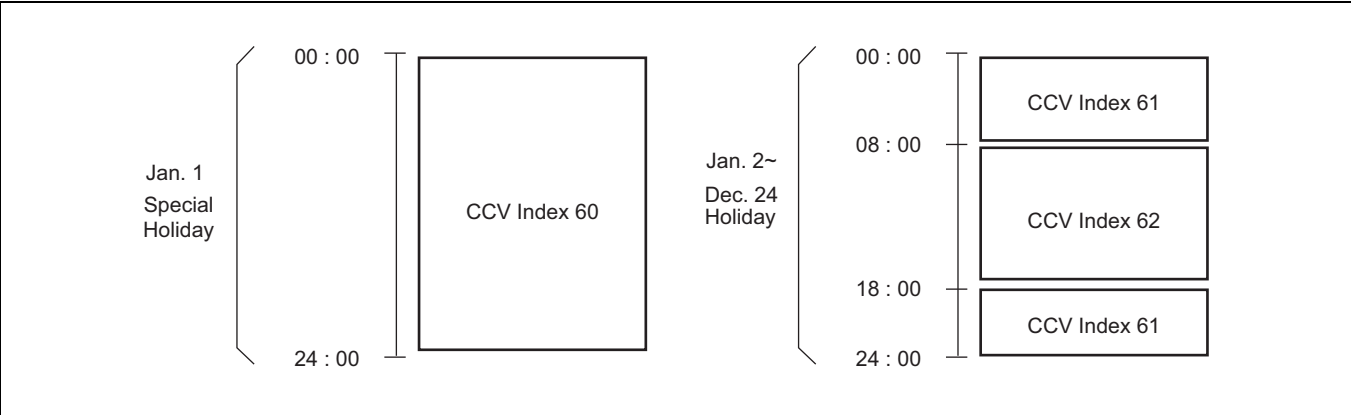 00 : 00
Jan. 1
Special
Holiday
CCV Index 60
24 : 00
00 : 00
CCV Index 61
08 : 00
Jan. 2~
Dec. 24
Holiday
CCV Index 62
18 : 00
CCV Index 61
24 : 00